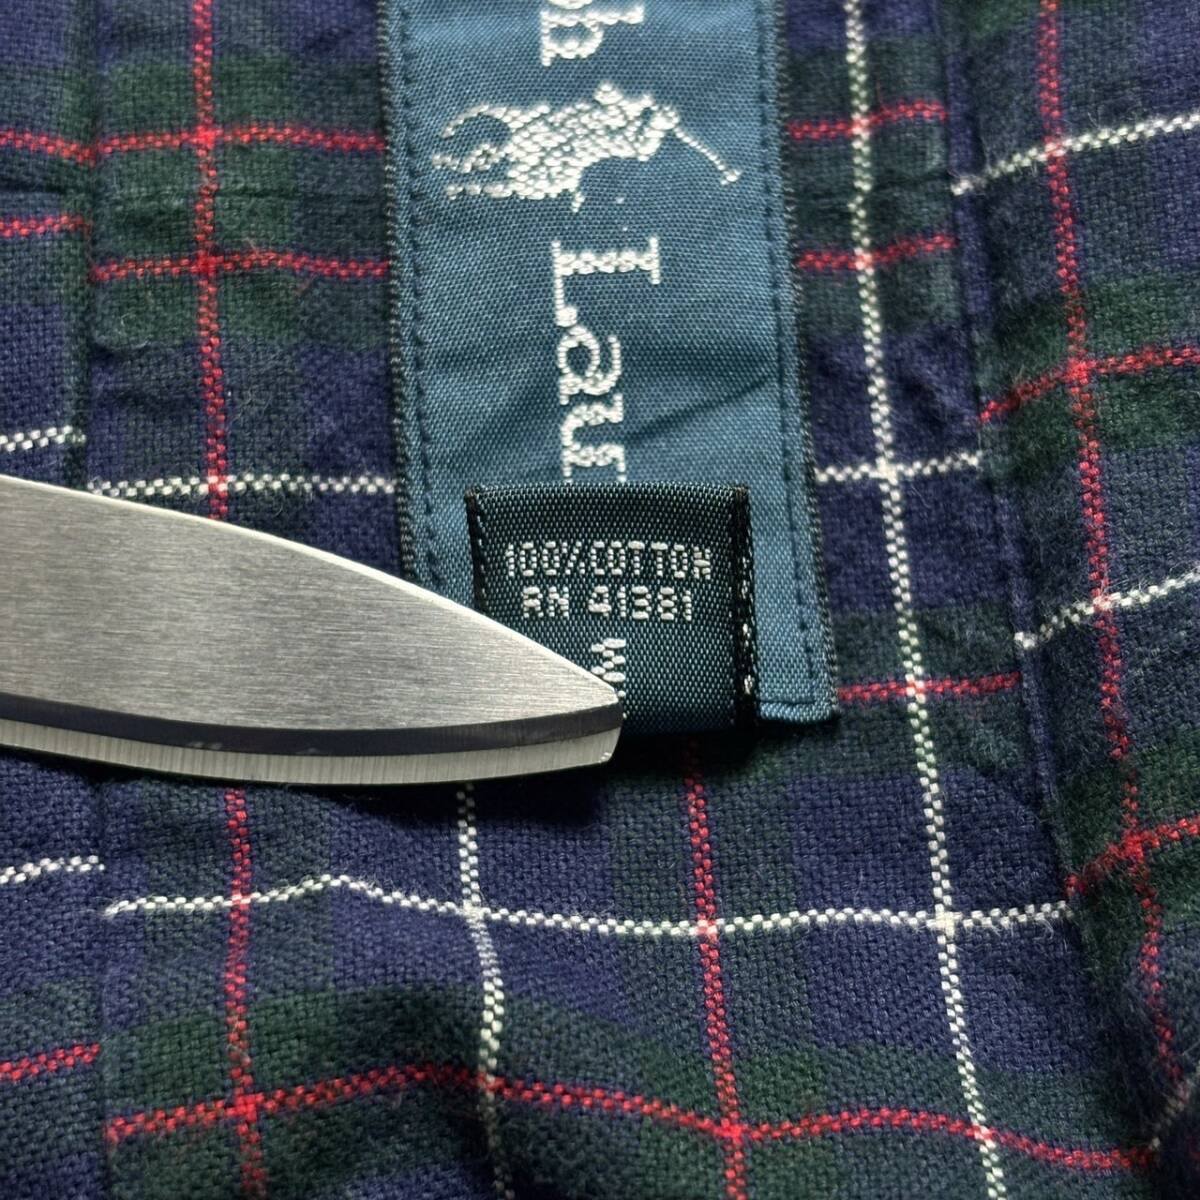 ph Lau
100% COTTON
RN 41381
W